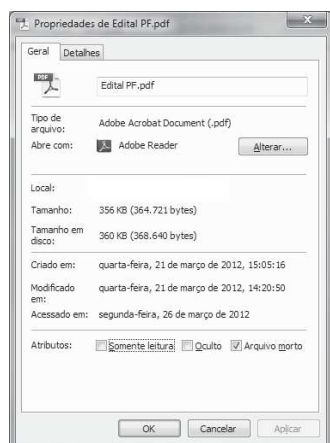 Propriedades de Edital PF.pdf
Geral Detalhes
PDF
Edital PF.pdf
Tipo de arquivo: Adobe Acrobat Document (.pdf)
Abre com: Adobe Reader Alterar...
Local:
Tamanho: 356 KB (364.721 bytes)
Tamanho em disco: 360 KB (368.640 bytes)
Criado em: quarta-feira, 21 de março de 2012, 15:05:16
Modificado em: quarta-feira, 21 de março de 2012, 14:20:50
Acessado em: segunda-feira, 26 de março de 2012
Atributos: Somente leitura Oculto Arquivo morto
OK Cancelar Aplicar